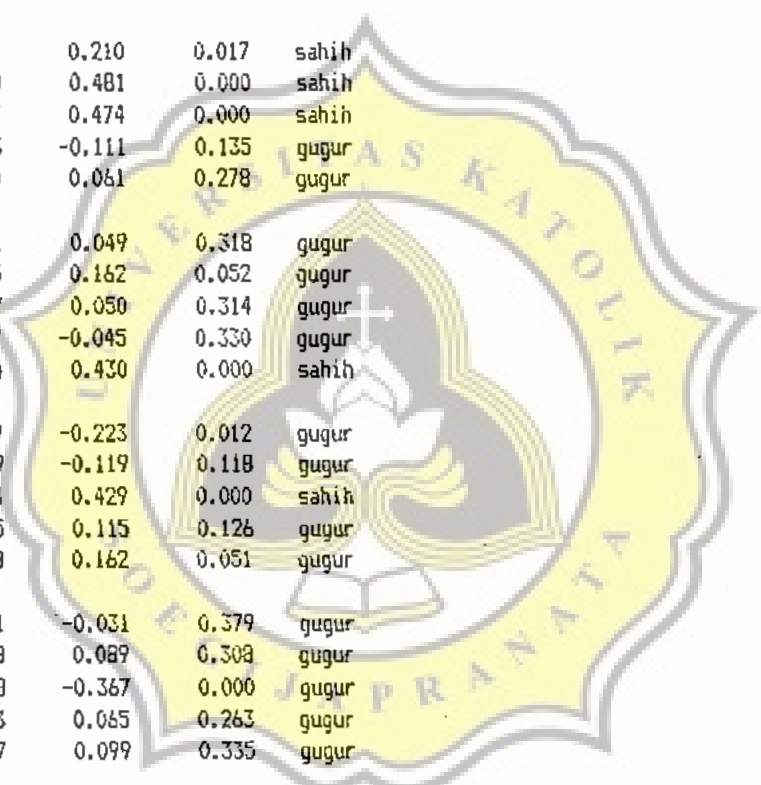 0.210 0.017 sahih
0.481 0.000 sahih
0.474 0.000 sahih
-0.111 0.135 gugur
0.061 0.278 gugur
0.049 0.318 gugur
0.162 0.052 gugur
0.050 0.314 gugur
-0.045 0.330 gugur
0.430 0.000 sahih
-0.223 0.012 gugur
-0.119 0.118 gugur
0.429 0.000 sahih
0.115 0.126 gugur
0.162 0.051 gugur
-0.031 0.379 gugur
0.089 0.308 gugur
-0.367 0.000 gugur
0.065 0.263 gugur
0.099 0.335 gugur
UNIVERSITAS KATOLIK
SOEGIJAPRANATA